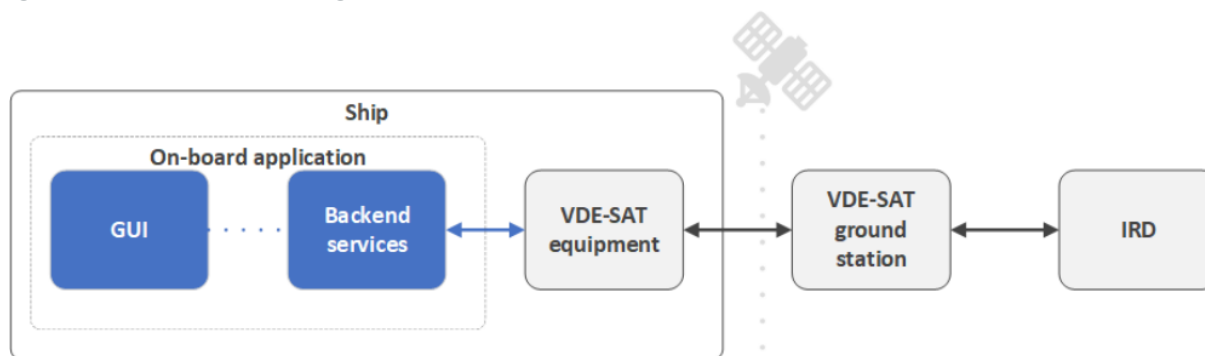 Ship
On-board application
GUI
Backend
services
VDE-SAT
equipment
VDE-SAT
ground
station
IRD